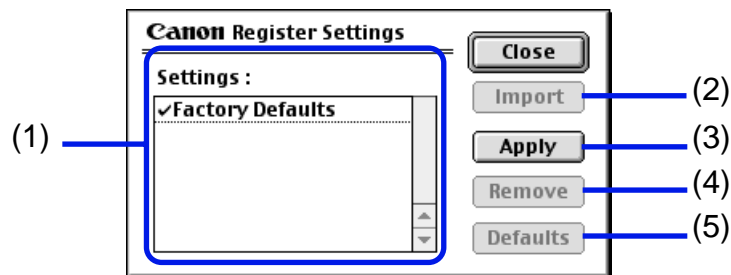 Canon Register Settings
Close
Settings :
Import
(2)
✓Factory Defaults
(1)
Apply
(3)
Remove
(4)
Defaults
(5)